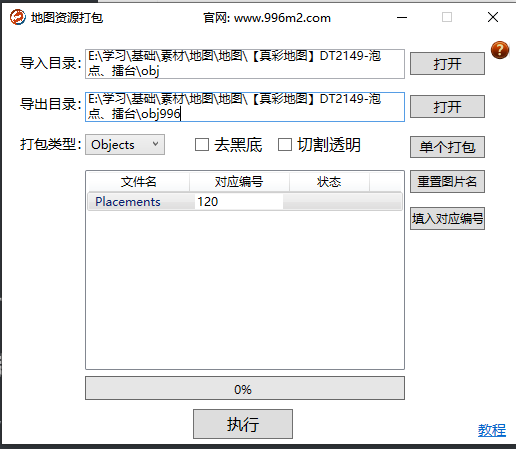 地图资源打包 官网: www.996m2.com
导入目录: E:\学习\基础\素材\地图\地图\【真彩地图】DT2149-泡
点、擂台\obj 打开
导出目录: E:\学习\基础\素材\地图\地图\【真彩地图】DT2149-泡
点、擂台\obj996 打开
打包类型: Objects 去黑底 切割透明 单个打包
文件名 对应编号 状态 重置图片名
Placements 120
填入对应编号
0%
执行
教程